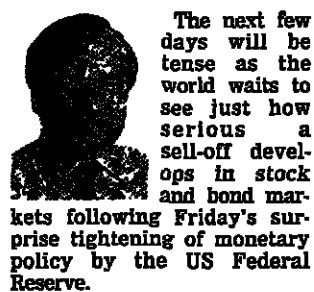 The next few
days will be
tense as the
world waits to
see just how
serious a
sell-off devel-
ops in stock
and bond mar-
kets following Friday's sur-
prise tightening of monetary
policy by the US Federal
Reserve.